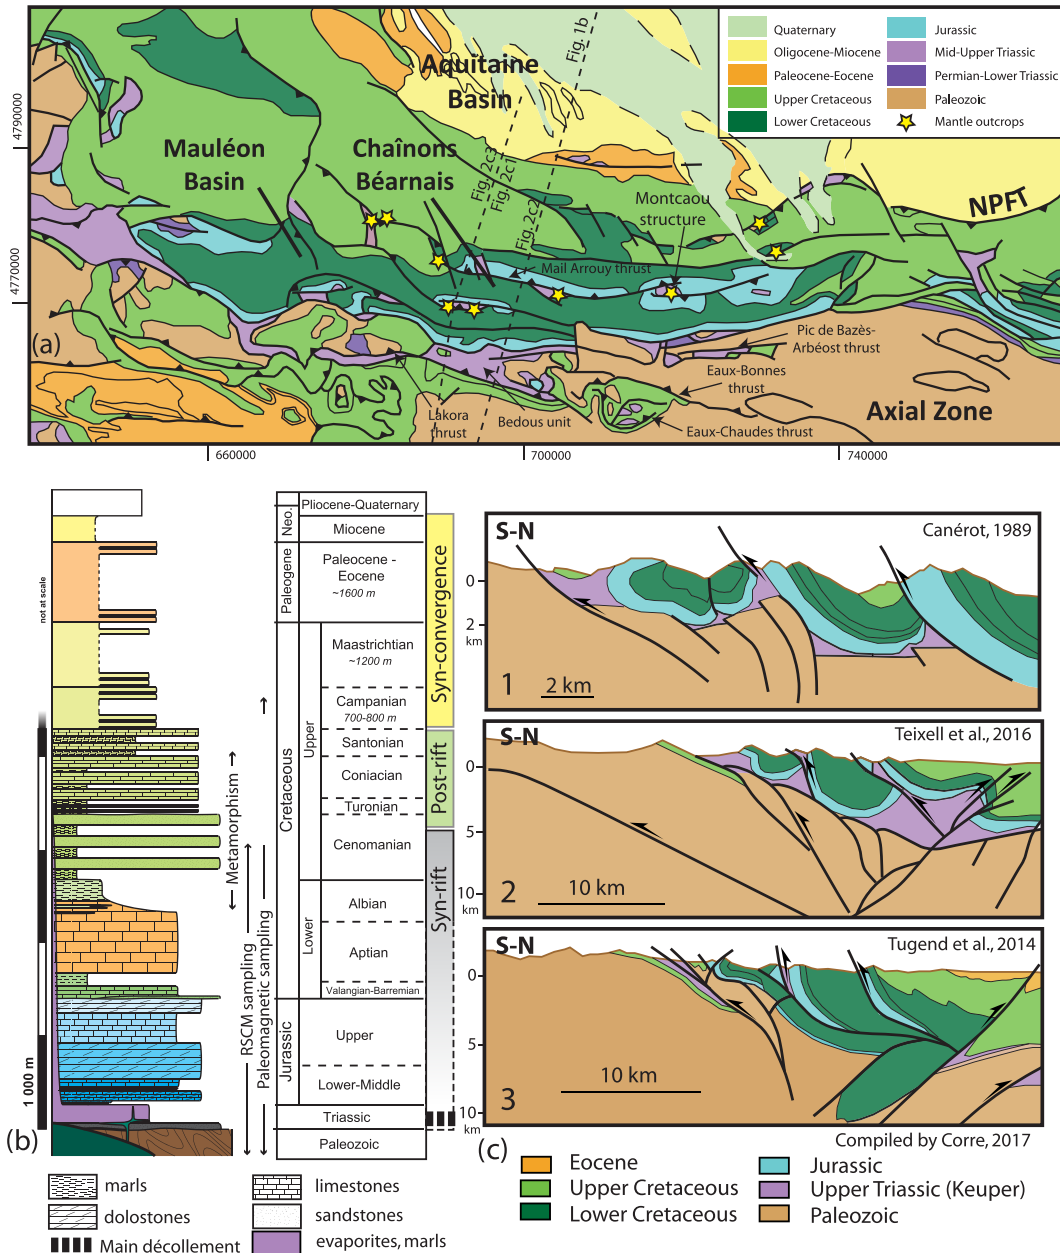 Quaternary
Oligocene-Miocene
Paleocene-Eocene
Upper Cretaceous
Lower Cretaceous
Jurassic
Mid-Upper Triassic
Permian-Lower Triassic
Paleozoic
Mantle outcrops
4790000
4770000
Aquitaine
Basin
Fig. 1b
Mauléon
Basin
Chaînons
Béarnais
Fig. 2c3
Fig. 2c1
Fig. 2c2
Montcaou
structure
NPFT
Mail Arrouy thrust
(a)
Pic de Bazès-
Arbéost thrust
Eaux-Bonnes
thrust
Lakora
thrust
Bedous unit
Axial Zone
Eaux-Chaudes thrust
660000
700000
740000
not at scale
1 000 m
(b)
Metamorphism
RSCM sampling
Paleomagnetic sampling
Neo.
Pliocene-Quaternary
Miocene
Paleogene
Paleocene -
Eocene
~1600 m
Cretaceous
Upper
Maastrichtian
~1200 m
Campanian
700-800 m
Santonian
Coniacian
Turonian
Cenomanian
Lower
Albian
Aptian
Valangian-Barremian
Jurassic
Upper
Lower-Middle
Triassic
Paleozoic
Syn-convergence
Post-rift
Syn-rift
marls
limestones
dolostones
sandstones
Main décollement
evaporites, marls
S-N
Canérot, 1989
0
2
km
1
2 km
S-N
Teixell et al., 2016
0
5
10
km
2
10 km
S-N
Tugend et al., 2014
0
5
10
km
3
10 km
(c)
Compiled by Corre, 2017
Eocene
Upper Cretaceous
Lower Cretaceous
Jurassic
Upper Triassic (Keuper)
Paleozoic